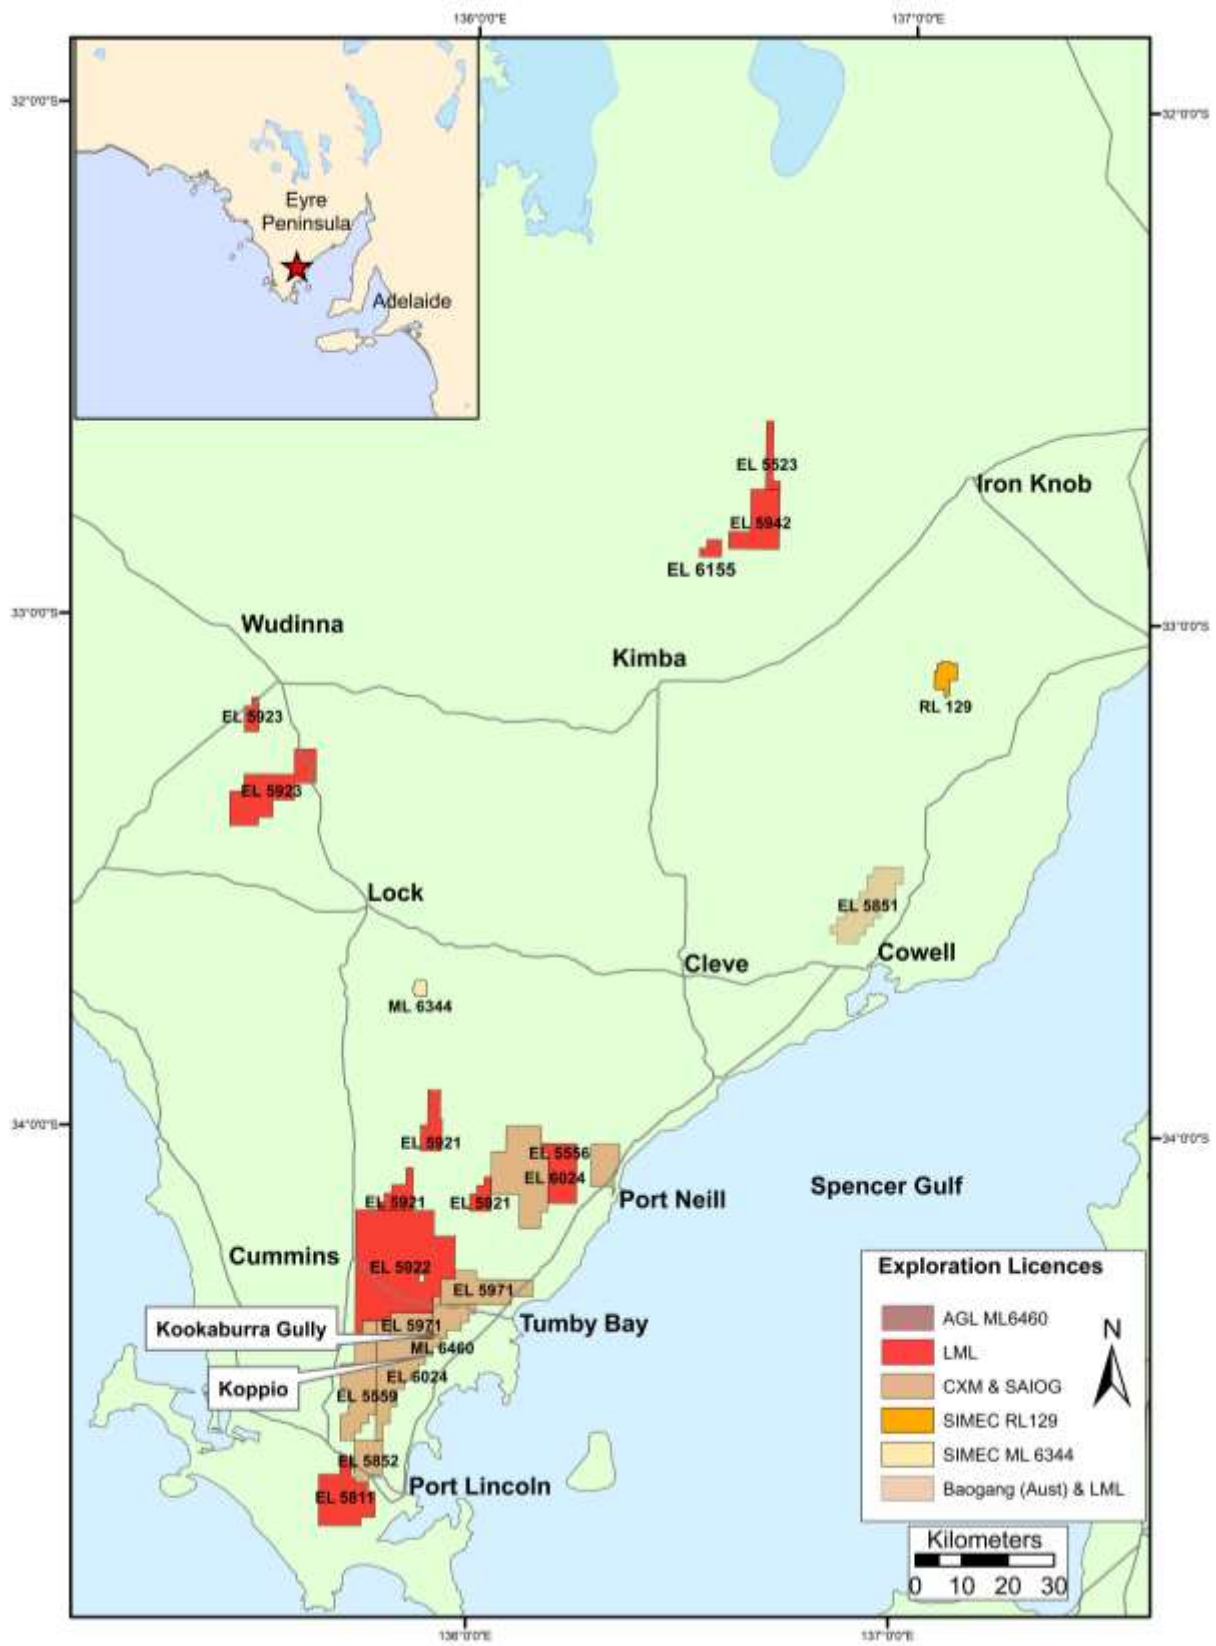 136°0'0"E
137°0'0"E
32°0'0"S
32°0'0"S
Eyre
Peninsula
Adelaide
EL 5523
Iron Knob
EL 5942
EL 6155
33°0'0"S
33°0'0"S
Wudinna
Kimba
RL 129
EL 5923
EL 5923
Lock
EL 5851
Cowell
Cleve
ML 6344
34°0'0"S
34°0'0"S
EL 5921
EL 5556
EL 6024
Spencer Gulf
EL 5921
EL 5921
Port Neill
Cummins
EL 5922
EL 5971
Kookaburra Gully
EL 5971
Tumby Bay
ML 6460
Koppio
EL 6024
EL 5559
EL 5852
Port Lincoln
EL 5811
Exploration Licences
AGL ML6460
LML
CXM & SAIOG
SIMEC RL129
SIMEC ML 6344
Baogang (Aust) & LML
N
Kilometers
0 10 20 30
136°0'0"E
137°0'0"E